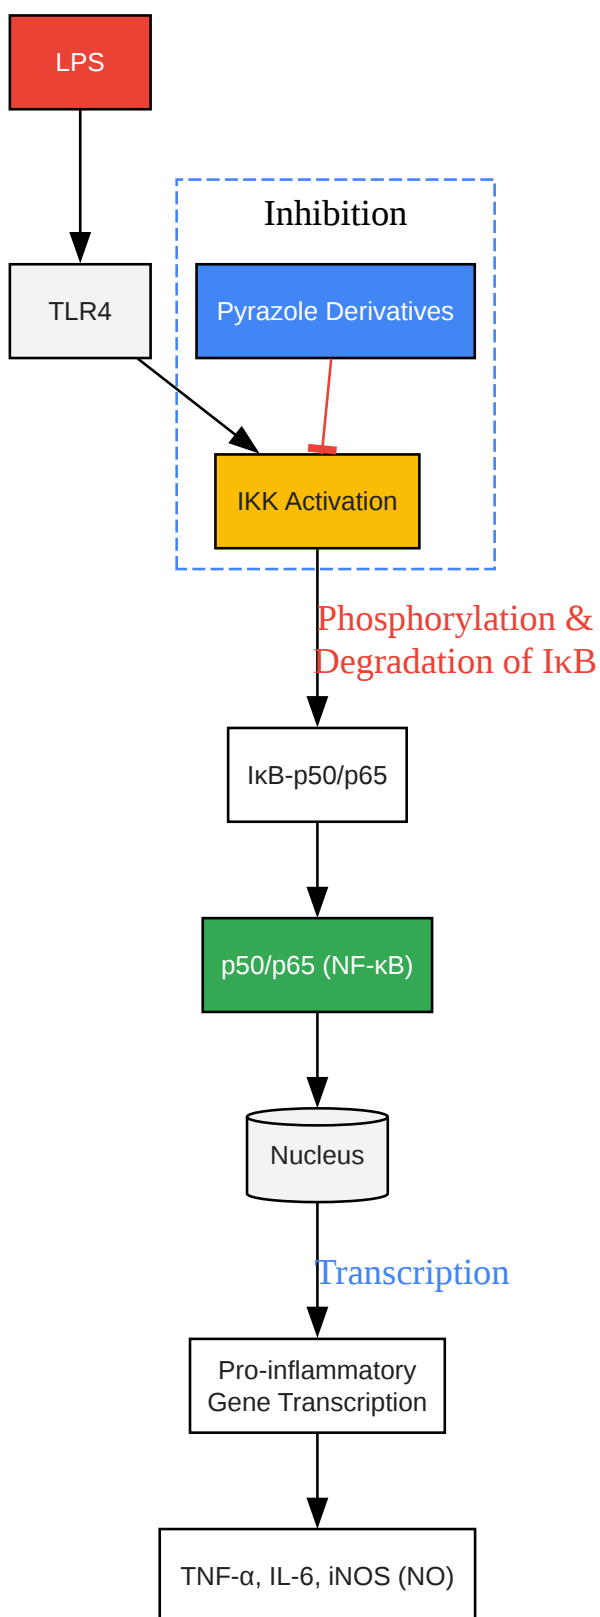 LPS
Inhibition
TLR4
Pyrazole Derivatives
IKK Activation
Phosphorylation &
Degradation of IκB
IκB-p50/p65
p50/p65 (NF-κB)
Nucleus
Transcription
Pro-inflammatory
Gene Transcription
TNF-α, IL-6, iNOS (NO)